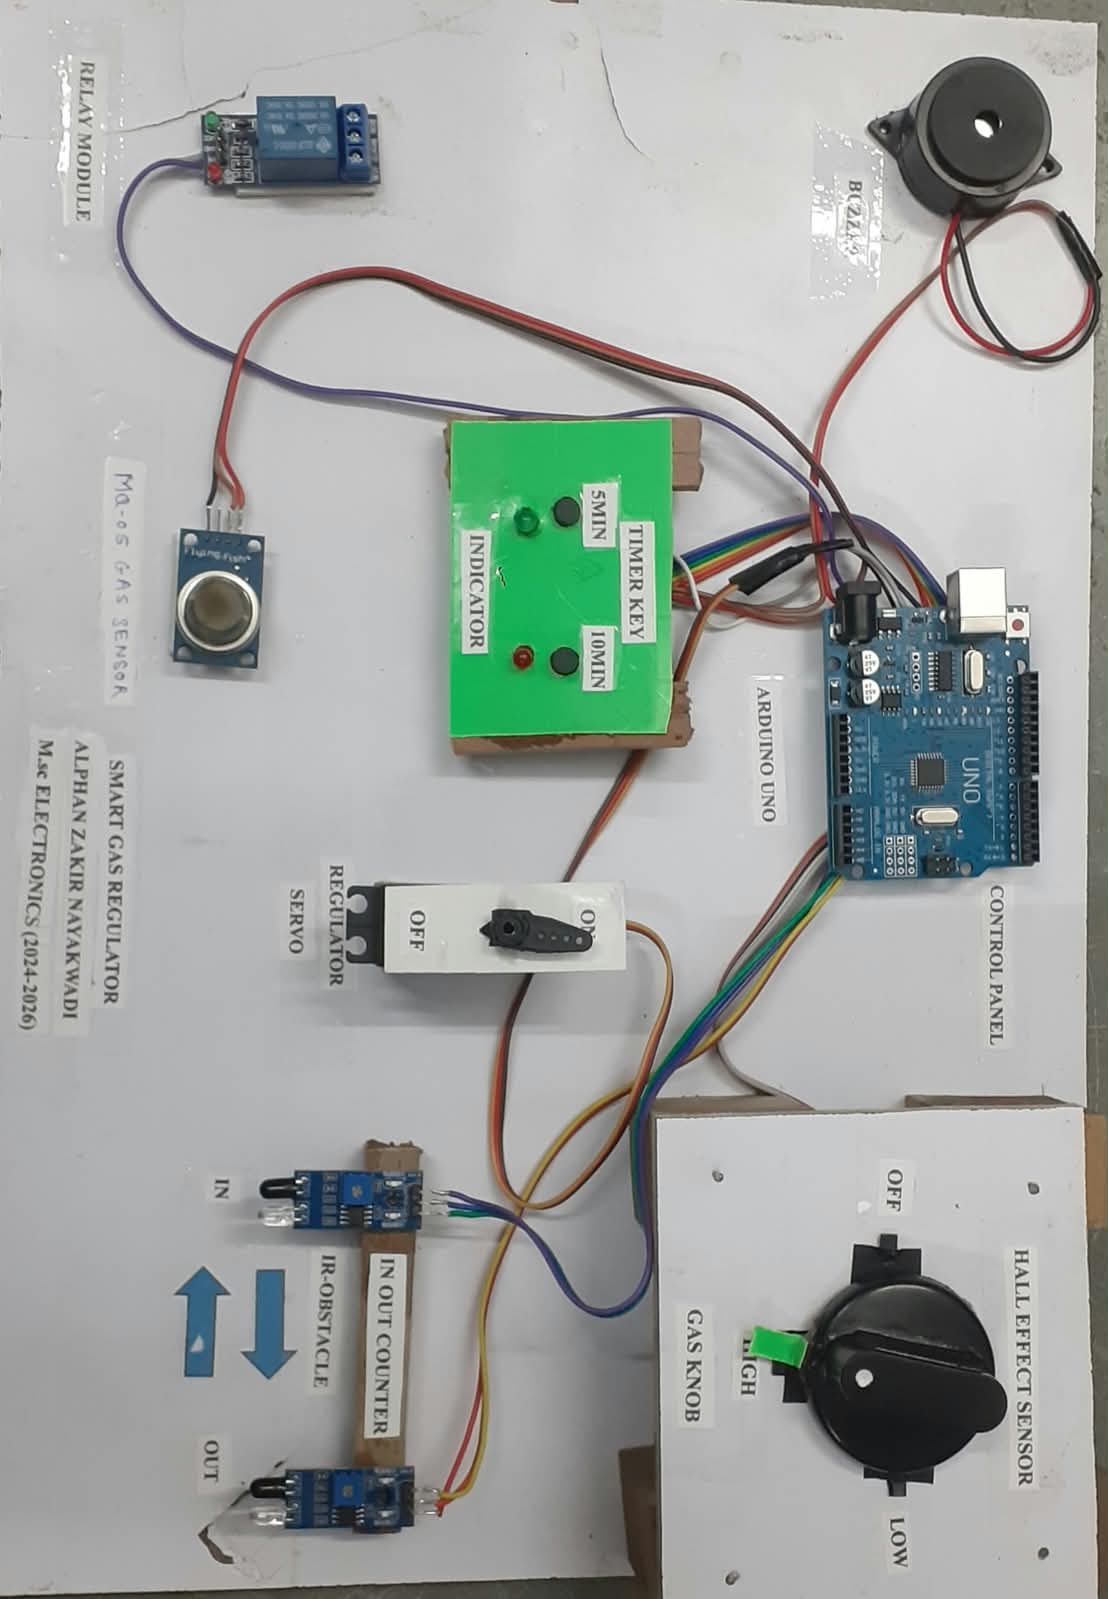 HALL EFFECT SENSOR
OFF
LOW
HIGH
GAS KNOB
CONTROL PANEL
UNO
ARDUINO UNO
TIMER KEY
5MIN
10MIN
INDICATOR
ON
OFF
REGULATOR
SERVO
IN OUT COUNTER
IR-OBSTACLE
IN
OUT
RELAY MODULE
Flying-Fish
MQ-05 GAS SENSOR
SMART GAS REGULATOR
ALPHAN ZAKIR NAYAKWADI
M.sc ELECTRONICS (2024-2026)